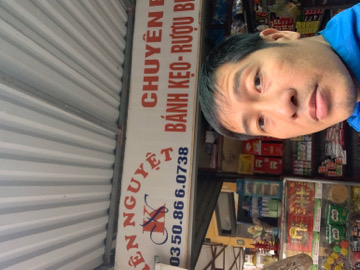 CHUYÊN
BÁNH KẸO-RƯỢU BI
ÊN NGUYỆT
0350.866.0738